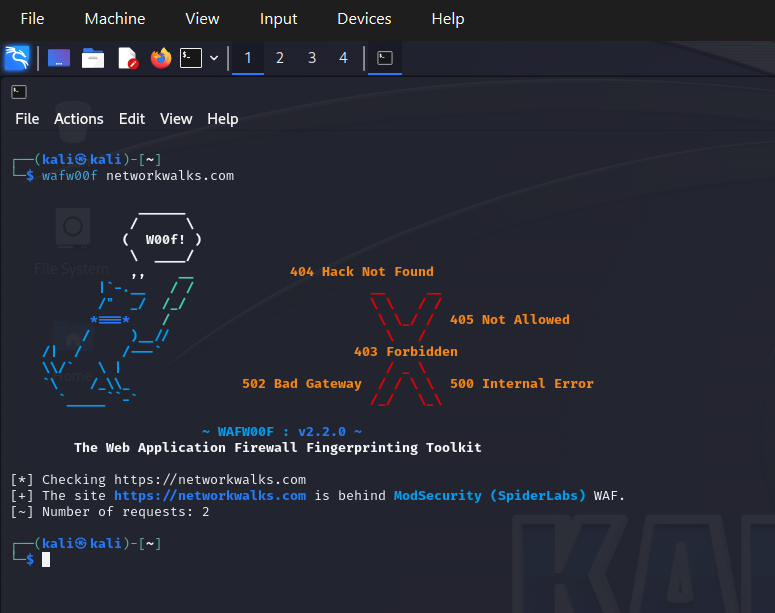 File Machine View Input Devices Help
1 2 3 4
File Actions Edit View Help
┌──(kali㉿kali)-[~]
└─$ wafw00f networkwalks.com
( W00f! )
404 Hack Not Found
File System
405 Not Allowed
403 Forbidden
Home
502 Bad Gateway 500 Internal Error
~ WAFW00F : v2.2.0 ~
The Web Application Firewall Fingerprinting Toolkit
[*] Checking https://networkwalks.com
[+] The site https://networkwalks.com is behind ModSecurity (SpiderLabs) WAF.
[~] Number of requests: 2
┌──(kali㉿kali)-[~]
└─$